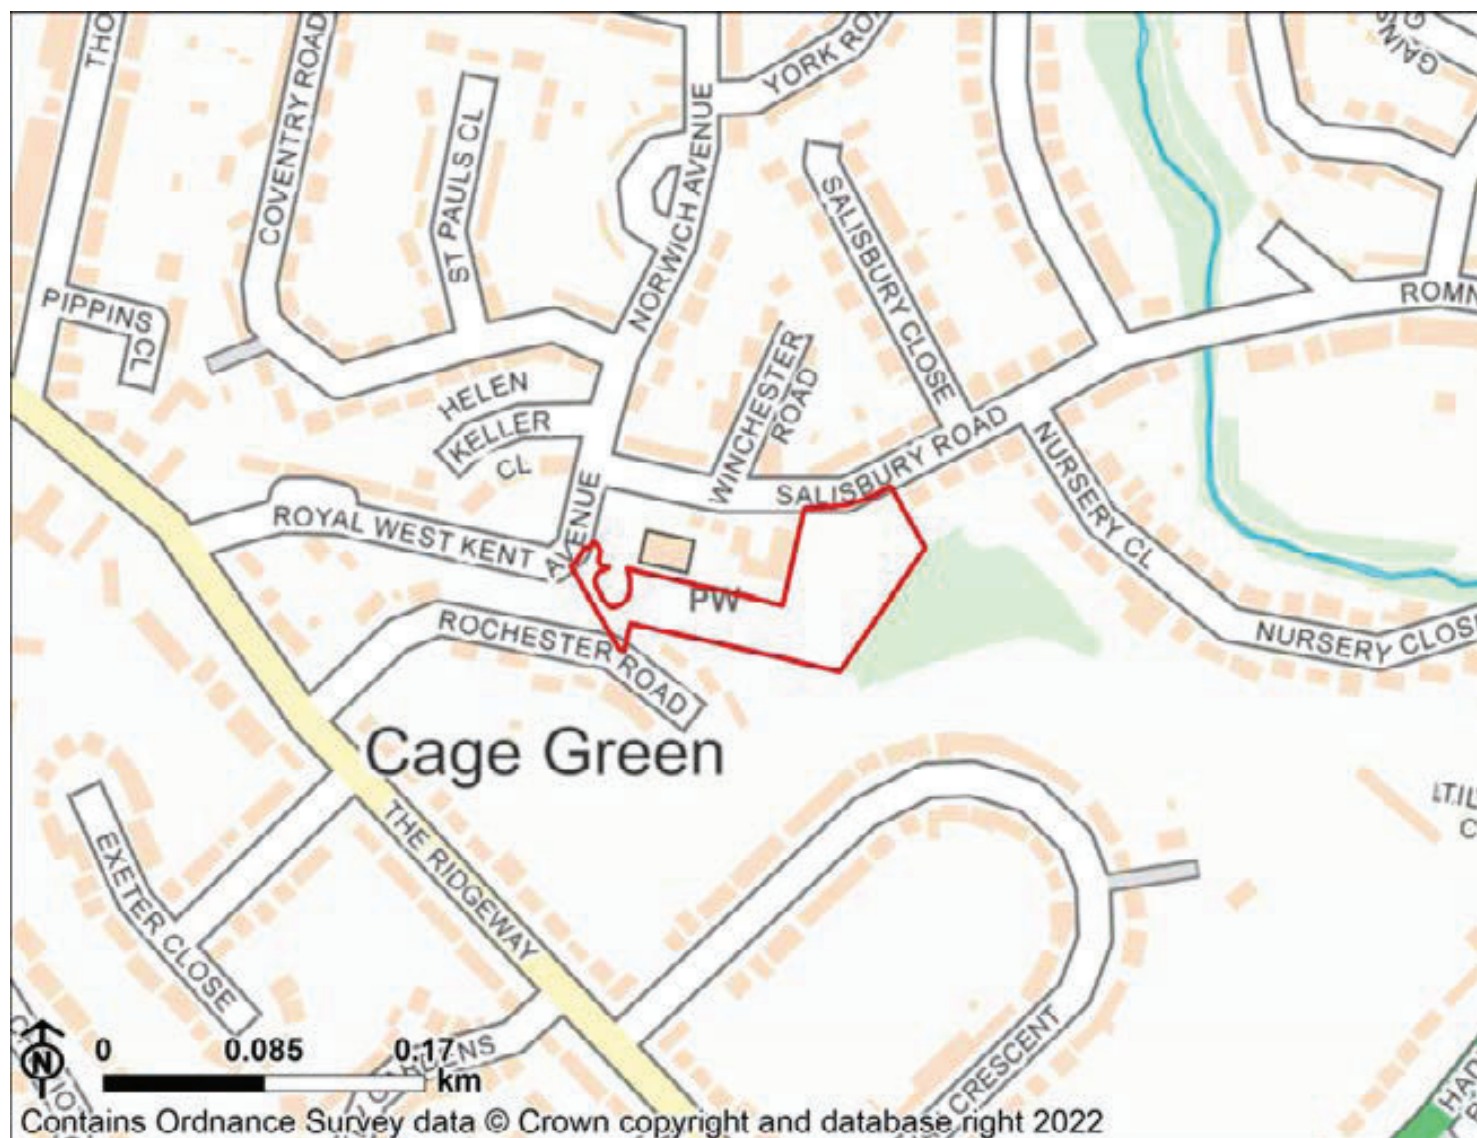 THO
COVENTRY ROAD
ST PAULS CL
NORWICH AVENUE
YORK RO
GAINS
PIPPINS
CL
SALISBURY CLOSE
ROMN
HELEN
KELLER
CL
WINCHESTER
ROAD
SALISBURY ROAD
NURSERY CL
AVENUE
ROYAL WEST KENT
PW
ROCHESTER ROAD
NURSERY CLOSE
Cage Green
THE RIDGEWAY
EXETER CLOSE
CRESCENT
HAD
0 0.085 0.17
km
N
Contains Ordnance Survey data © Crown copyright and database right 2022